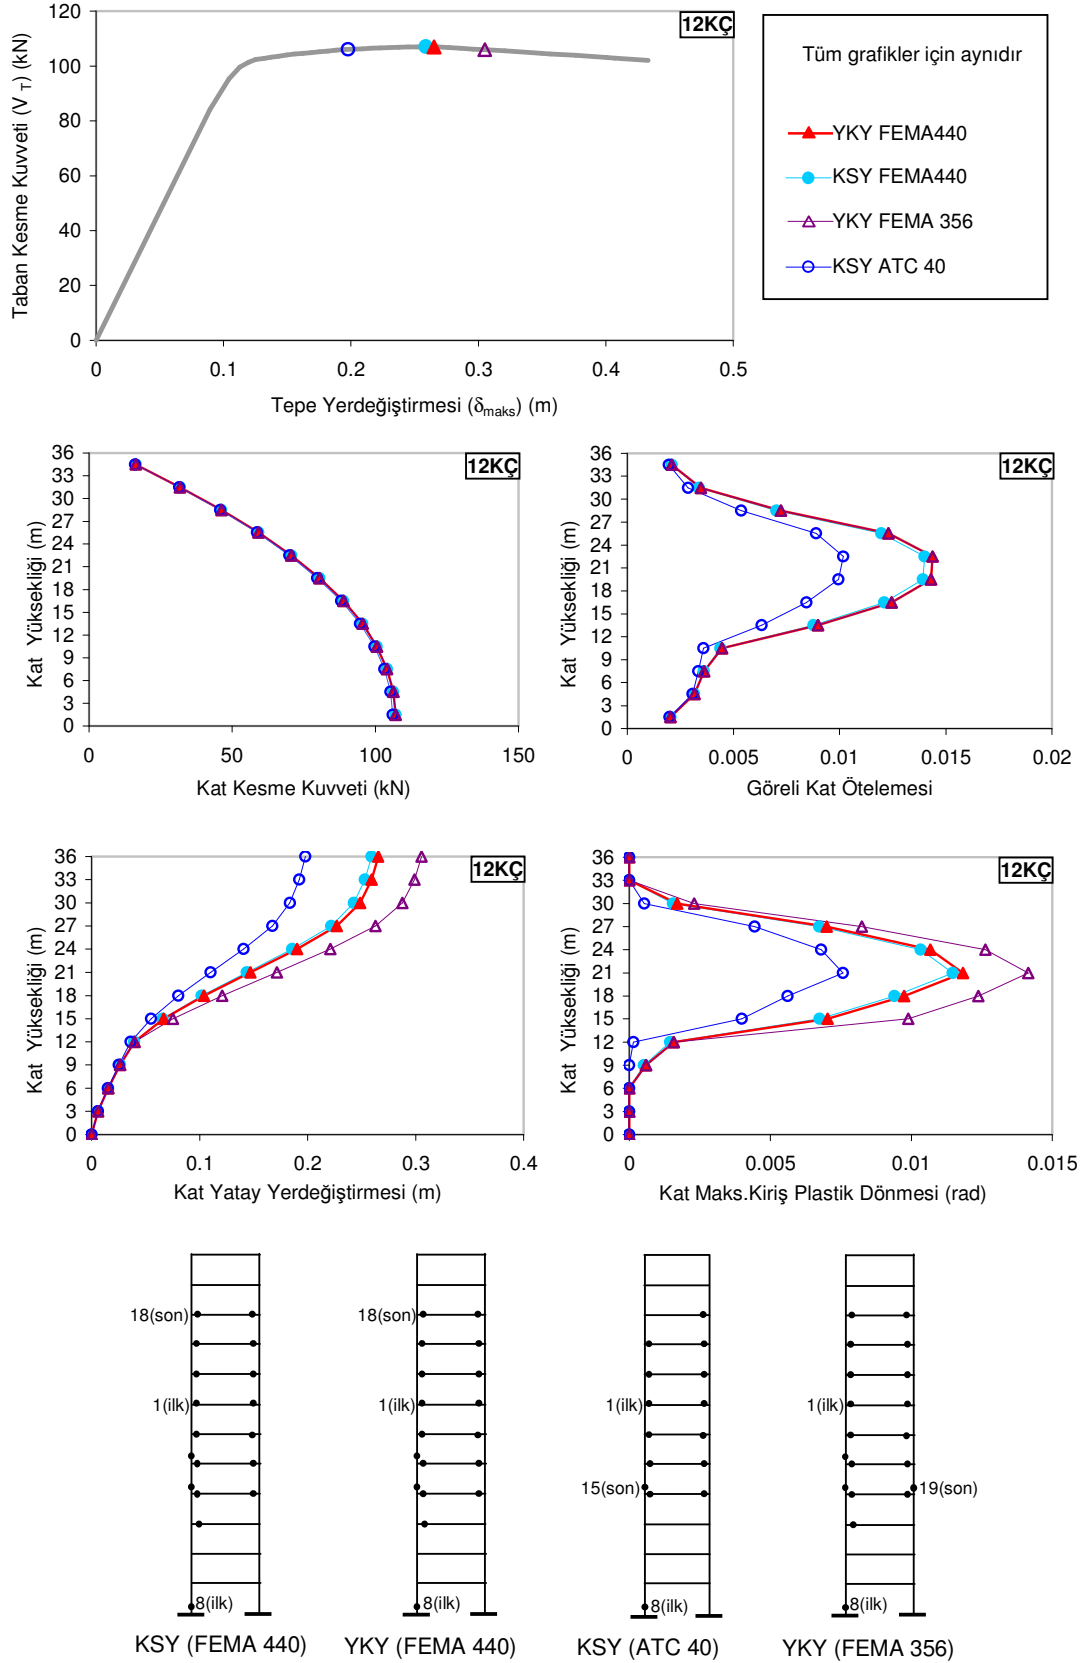 120
100
80
60
40
20
0
Taban Kesme Kuvveti (V T) (kN)
12KÇ
0 0.1 0.2 0.3 0.4 0.5
Tepe Yerdeğiştirmesi (δmaks) (m)
Tüm grafikler için aynıdır
YKY FEMA440
KSY FEMA440
YKY FEMA 356
KSY ATC 40
36
33
30
27
24
21
18
15
12
9
6
3
0
Kat Yüksekliği (m)
12KÇ
0 50 100 150
Kat Kesme Kuvveti (kN)
36
33
30
27
24
21
18
15
12
9
6
3
0
Kat Yüksekliği (m)
12KÇ
0 0.005 0.01 0.015 0.02
Göreli Kat Ötelemesi
36
33
30
27
24
21
18
15
12
9
6
3
0
Kat Yüksekliği (m)
12KÇ
0 0.1 0.2 0.3 0.4
Kat Yatay Yerdeğiştirmesi (m)
36
33
30
27
24
21
18
15
12
9
6
3
0
Kat Yüksekliği (m)
12KÇ
0 0.005 0.01 0.015
Kat Maks.Kiriş Plastik Dönmesi (rad)
18(son)
1(ilk)
8(ilk)
KSY (FEMA 440)
18(son)
1(ilk)
8(ilk)
YKY (FEMA 440)
1(ilk)
15(son)
8(ilk)
KSY (ATC 40)
1(ilk)
19(son)
8(ilk)
YKY (FEMA 356)